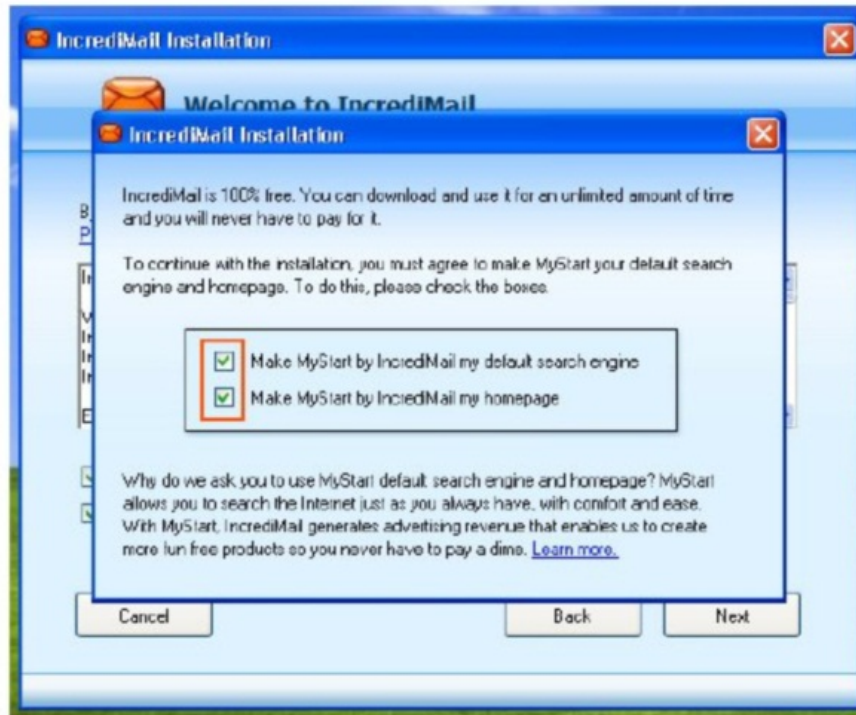 IncrediMail Installation
Welcome to IncrediMail
IncrediMail Installation
IncrediMail is 100% free. You can download and use it for an unlimited amount of time
and you will never have to pay for it.
To continue with the installation, you must agree to make MyStart your default search
engine and homepage. To do this, please check the boxes.
Make MyStart by IncrediMail my default search engine
Make MyStart by IncrediMail my homepage
Why do we ask you to use MyStart default search engine and homepage? MyStart
allows you to search the Internet just as you always have, with comfort and ease.
With MyStart, IncrediMail generates advertising revenue that enables us to create
more fun free products so you never have to pay a dime. Learn more.
Cancel
Back
Next